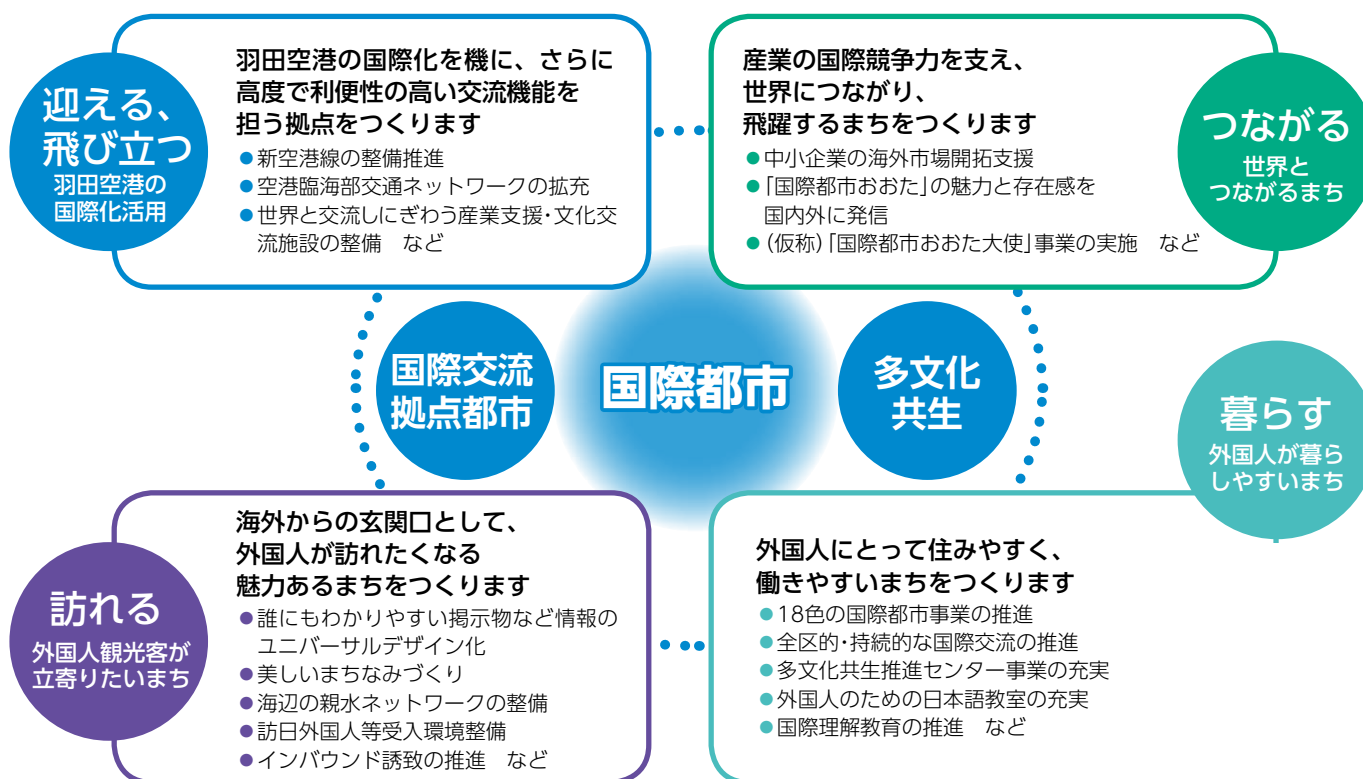 迎える、
飛び立つ
羽田空港の
国際化活用
羽田空港の国際化を機に、さらに
高度で利便性の高い交流機能を
担う拠点をつくります
●新空港線の整備推進
●空港臨海部交通ネットワークの拡充
●世界と交流しにぎわう産業支援・文化交
流施設の整備　など
産業の国際競争力を支え、
世界につながり、
飛躍するまちをつくります
●中小企業の海外市場開拓支援
●「国際都市おおた」の魅力と存在感を
国内外に発信
●（仮称）「国際都市おおた大使」事業の実施　など
つながる
世界と
つながるまち
国際交流
拠点都市
国際都市
多文化
共生
訪れる
外国人観光客が
立寄りたいまち
海外からの玄関口として、
外国人が訪れたくなる
魅力あるまちをつくります
●誰にもわかりやすい掲示物など情報の
ユニバーサルデザイン化
●美しいまちなみづくり
●海辺の親水ネットワークの整備
●訪日外国人等受入環境整備
●インバウンド誘致の推進　など
暮らす
外国人が暮ら
しやすいまち
外国人にとって住みやすく、
働きやすいまちをつくります
●18色の国際都市事業の推進
●全区的・持続的な国際交流の推進
●多文化共生推進センター事業の充実
●外国人のための日本語教室の充実
●国際理解教育の推進　など